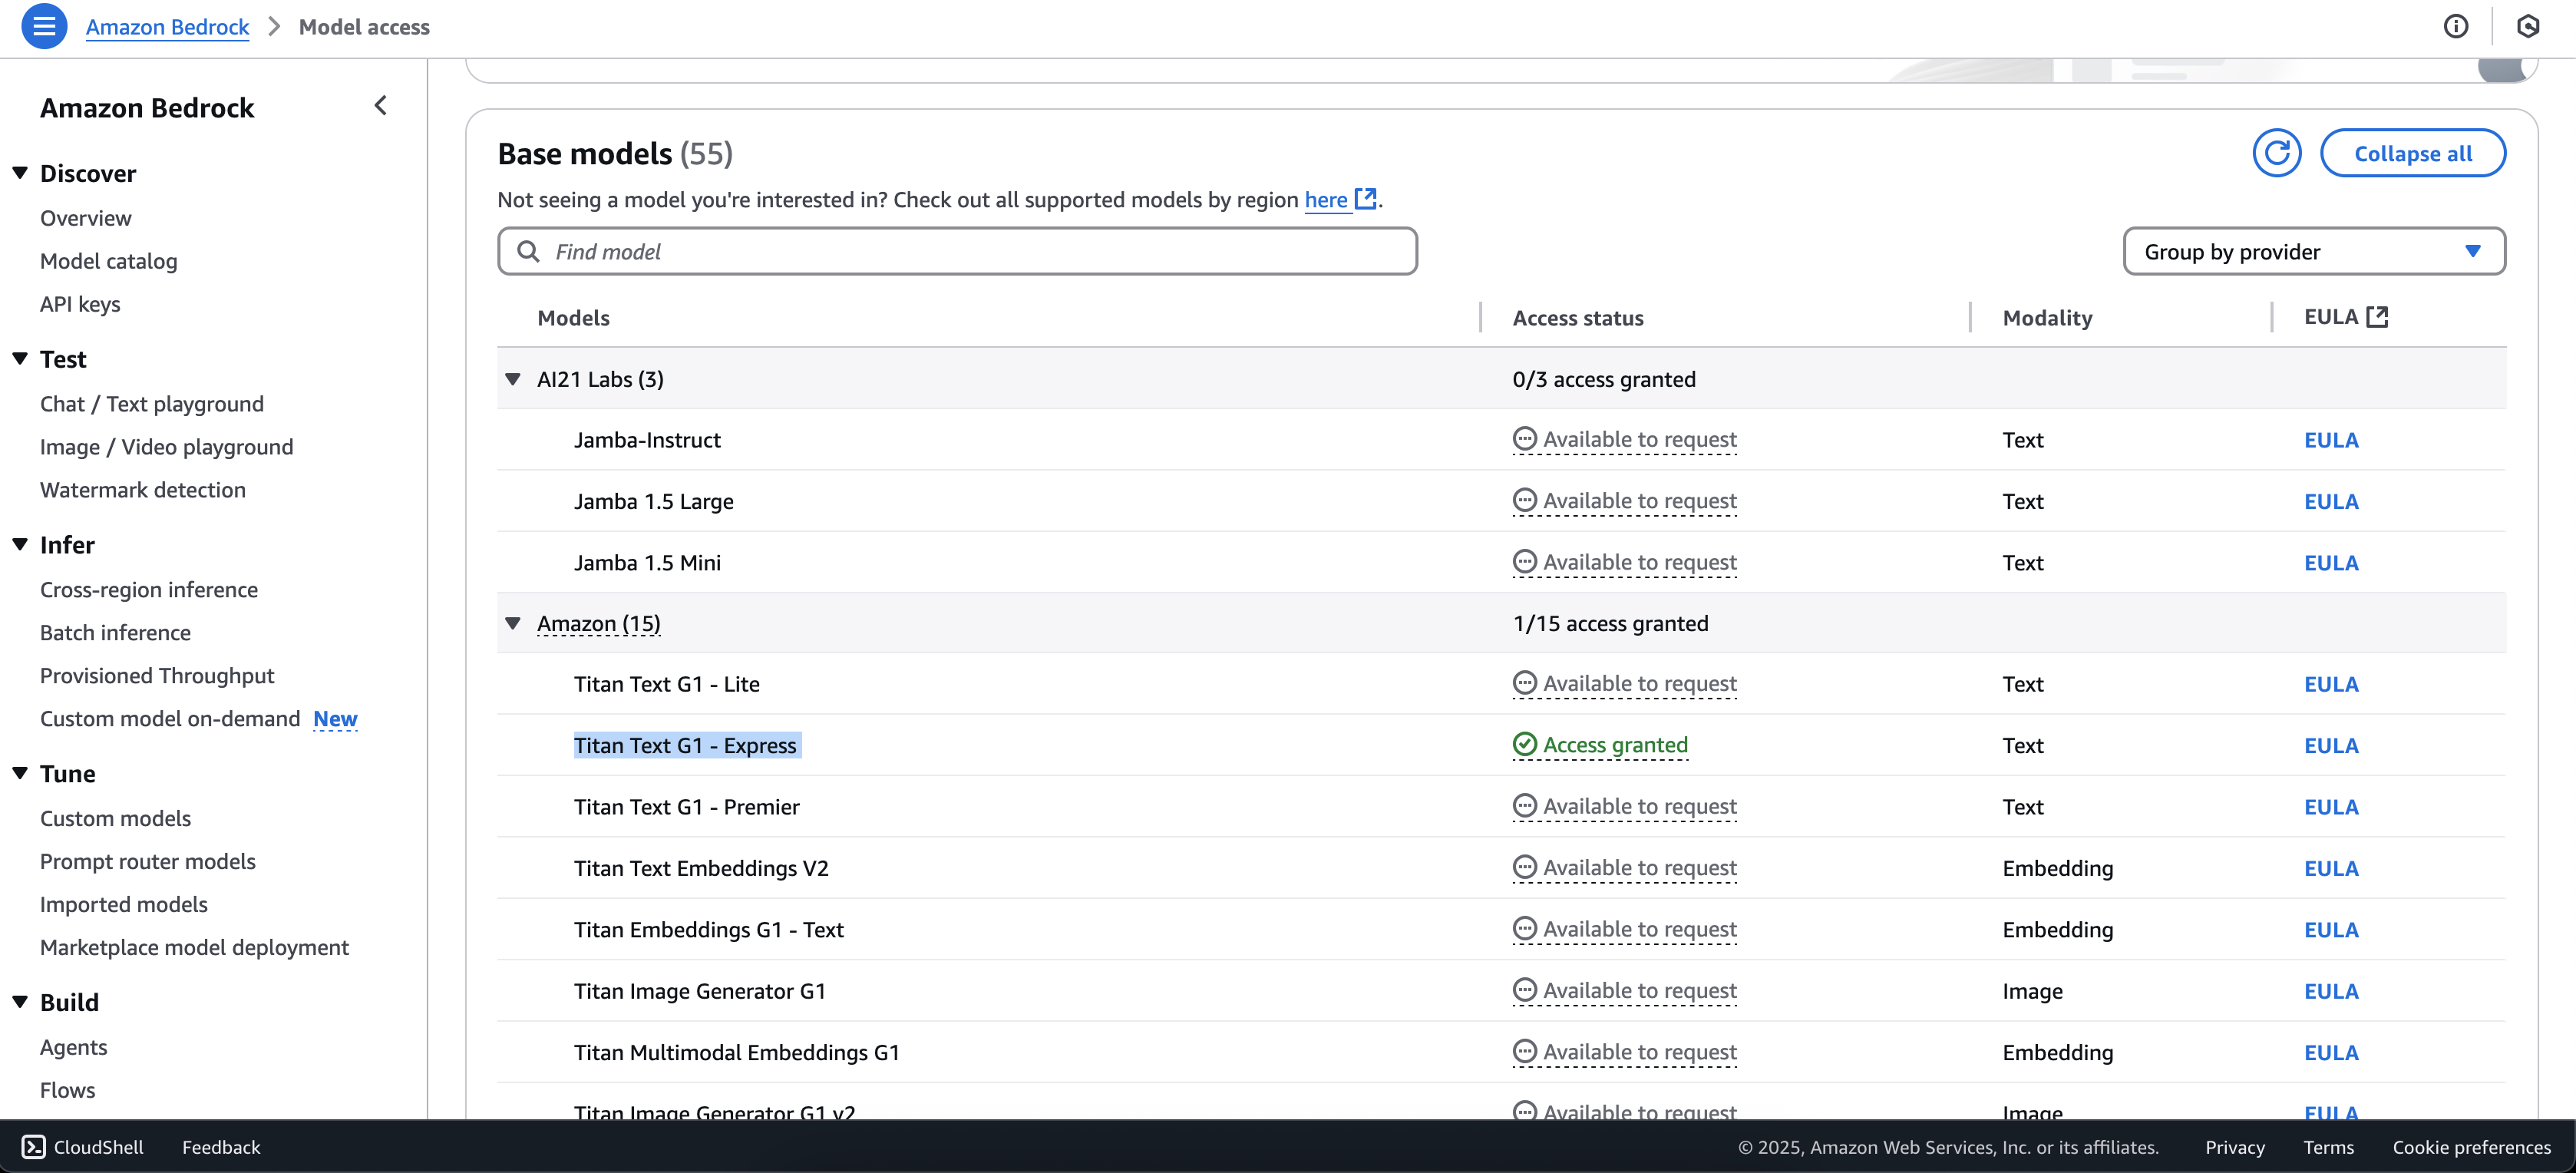 Amazon Bedrock > Model access
Amazon Bedrock
Discover
Overview
Model catalog
API keys
Test
Chat / Text playground
Image / Video playground
Watermark detection
Infer
Cross-region inference
Batch inference
Provisioned Throughput
Custom model on-demand New
Tune
Custom models
Prompt router models
Imported models
Marketplace model deployment
Build
Agents
Flows
Base models (55)
Collapse all
Not seeing a model you're interested in? Check out all supported models by region here.
Find model
Group by provider
Models Access status Modality EULA
AI21 Labs (3) 0/3 access granted
Jamba-Instruct Available to request Text EULA
Jamba 1.5 Large Available to request Text EULA
Jamba 1.5 Mini Available to request Text EULA
Amazon (15) 1/15 access granted
Titan Text G1 - Lite Available to request Text EULA
Titan Text G1 - Express Access granted Text EULA
Titan Text G1 - Premier Available to request Text EULA
Titan Text Embeddings V2 Available to request Embedding EULA
Titan Embeddings G1 - Text Available to request Embedding EULA
Titan Image Generator G1 Available to request Image EULA
Titan Multimodal Embeddings G1 Available to request Embedding EULA
Titan Image Generator G1 v2 Available to request Image EULA
CloudShell Feedback © 2025, Amazon Web Services, Inc. or its affiliates. Privacy Terms Cookie preferences